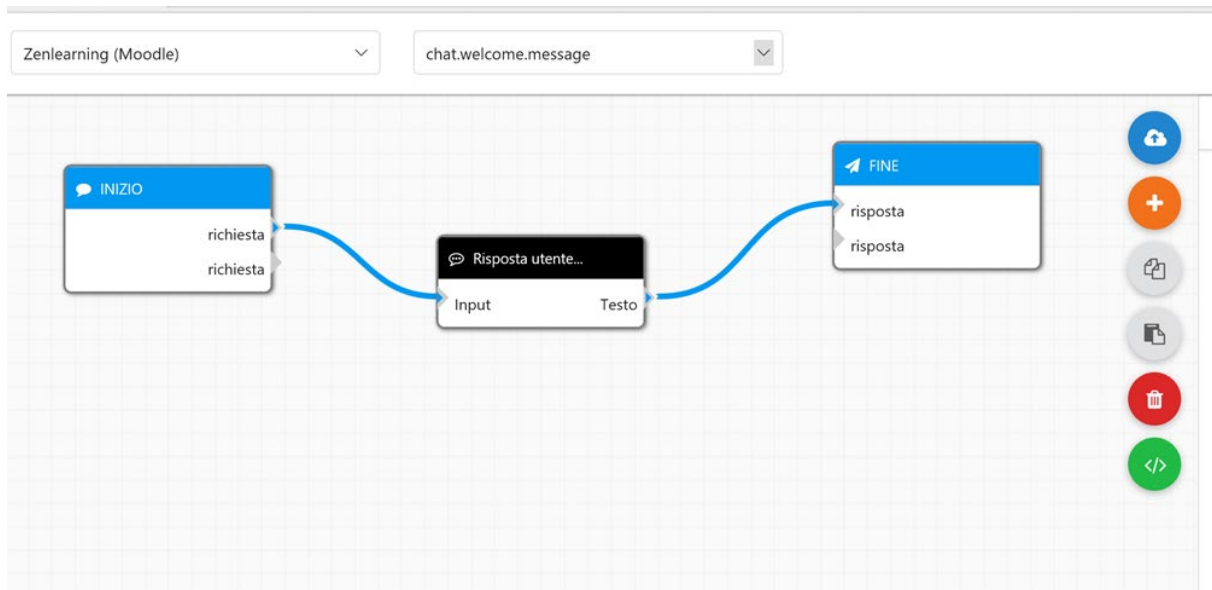 Zenlearning (Moodle)
chat.welcome.message
INIZIO
richiesta
richiesta
Risposta utente...
Input
Testo
FINE
risposta
risposta
</>